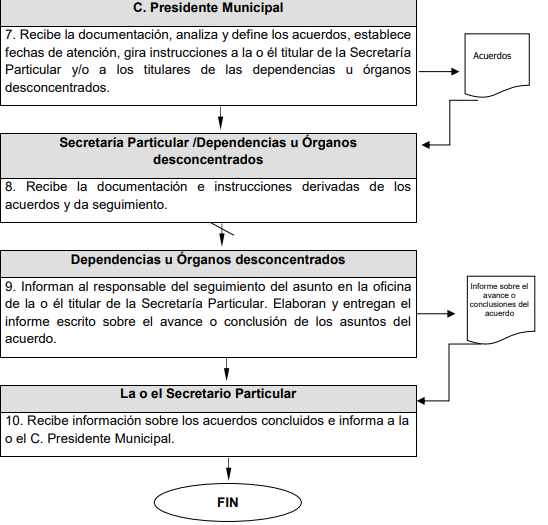 C. Presidente Municipal
7. Recibe la documentación, analiza y define los acuerdos, establece
fechas de atención, gira instrucciones a la o él titular de la Secretaría
Particular y/o a los titulares de las dependencias u órganos
desconcentrados.
Acuerdos
Secretaría Particular /Dependencias u Órganos
desconcentrados
8. Recibe la documentación e instrucciones derivadas de los
acuerdos y da seguimiento.
Dependencias u Órganos desconcentrados
9. Informan al responsable del seguimiento del asunto en la oficina
de la o él titular de la Secretaría Particular. Elaboran y entregan el
informe escrito sobre el avance o conclusión de los asuntos del
acuerdo.
Informe sobre el
avance o
conclusiones del
acuerdo
La o el Secretario Particular
10. Recibe información sobre los acuerdos concluidos e informa a la
o el C. Presidente Municipal.
FIN